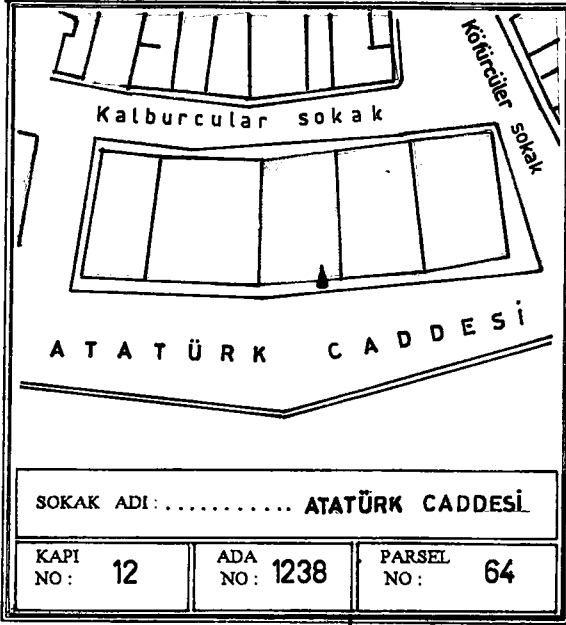 Kalburcular sokak
Köfürcüler sokak
ATATÜRK CADDESİ
SOKAK ADI : ........... ATATÜRK CADDESİ
KAPI NO : 12
ADA NO : 1238
PARSEL NO : 64